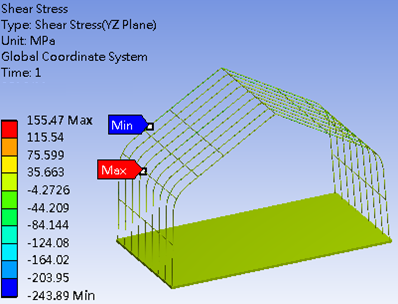 Shear Stress
Type: Shear Stress(YZ Plane)
Unit: MPa
Global Coordinate System
Time: 1
155.47 Max
115.54
75.599
35.663
-4.2726
-44.209
-84.144
-124.08
-164.02
-203.95
-243.89 Min
Min
Max